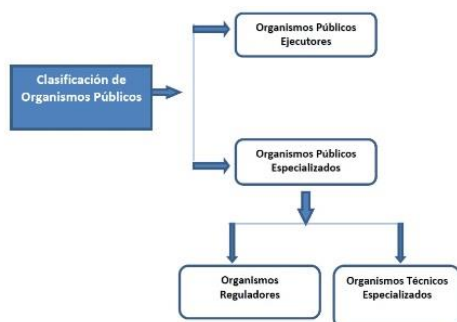 Organismos Públicos
Ejecutores
Clasificación de
Organismos Públicos
Organismos Públicos
Especializados
Organismos
Reguladores
Organismos Técnicos
Especializados